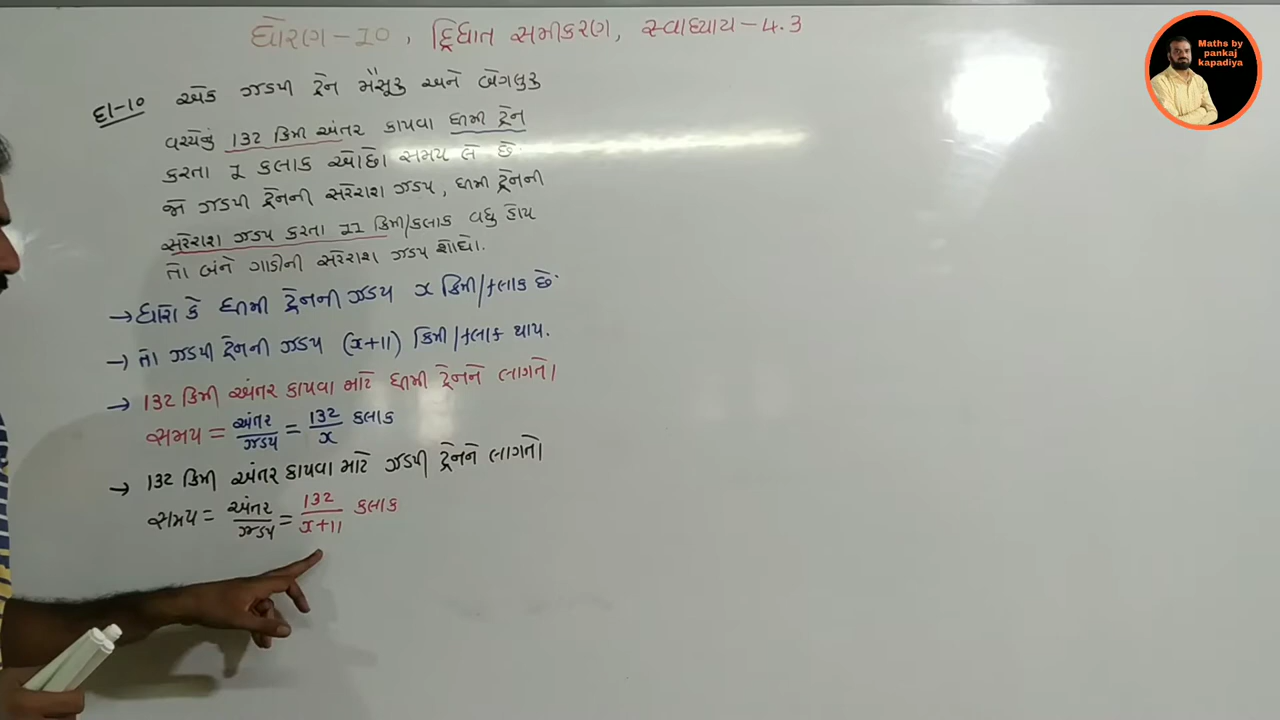 ધોરણ-10, દ્વિઘાત સમીકરણ, સ્વાધ્યાય-4.3
Maths by
pankaj
kapadiya
દા-10 એક ઝડપી ટ્રેન મૈસૂરુ અને બેંગલુરુ
વચ્ચેનું 132 કિમી અંતર કાપવા ધીમી ટ્રેન
કરતા 1 કલાક ઓછો સમય લે છે.
જો ઝડપી ટ્રેનની સરેરાશ ઝડપ, ધીમી ટ્રેનની
સરેરાશ ઝડપ કરતા 11 કિમી/કલાક વધુ હોય
તો બંને ગાડીની સરેરાશ ઝડપ શોધો.
→ ધારો કે ધીમી ટ્રેનની ઝડપ x કિમી/કલાક છે.
→ તો ઝડપી ટ્રેનની ઝડપ (x+11) કિમી/કલાક થાય.
→ 132 કિમી અંતર કાપવા માટે ધીમી ટ્રેનને લાગતો
સમય = અંતર/ઝડપ = 132/x કલાક
→ 132 કિમી અંતર કાપવા માટે ઝડપી ટ્રેનને લાગતો
સમય = અંતર/ઝડપ = 132/x+11 કલાક